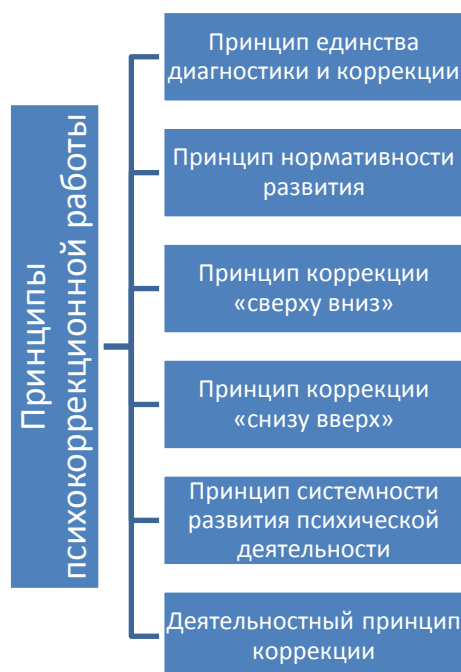 Принципы
психокоррекционной работы
Принцип единства
диагностики и коррекции
Принцип нормативности
развития
Принцип коррекции
«сверху вниз»
Принцип коррекции
«снизу вверх»
Принцип системности
развития психической
деятельности
Деятельностный принцип
коррекции